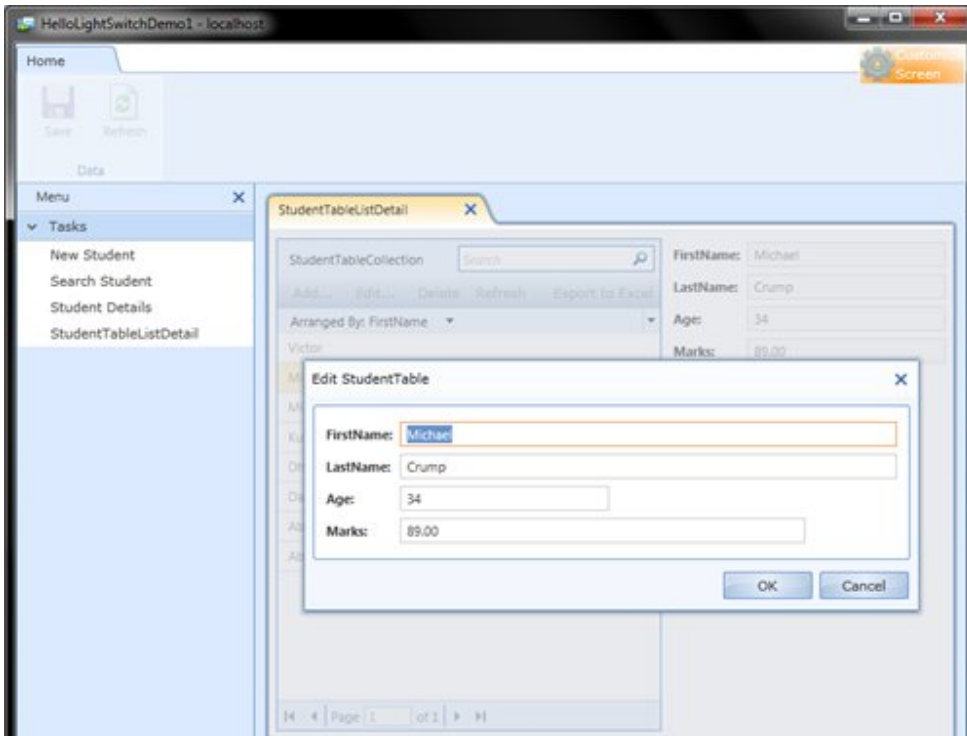 HelloLightSwitchDemo1 - localhost
Home
Screen
Save
Refresh
Data
Menu
Tasks
New Student
Search Student
Student Details
StudentTableListDetail
StudentTableListDetail
StudentTableCollection
Search
Add... Edit... Delete Refresh Export to Excel
Arranged By: FirstName
Victor
FirstName: Michael
LastName: Crump
Age: 34
Marks: 89.00
Edit StudentTable
FirstName: Michael
LastName: Crump
Age: 34
Marks: 89.00
OK
Cancel
Page 1 of 1